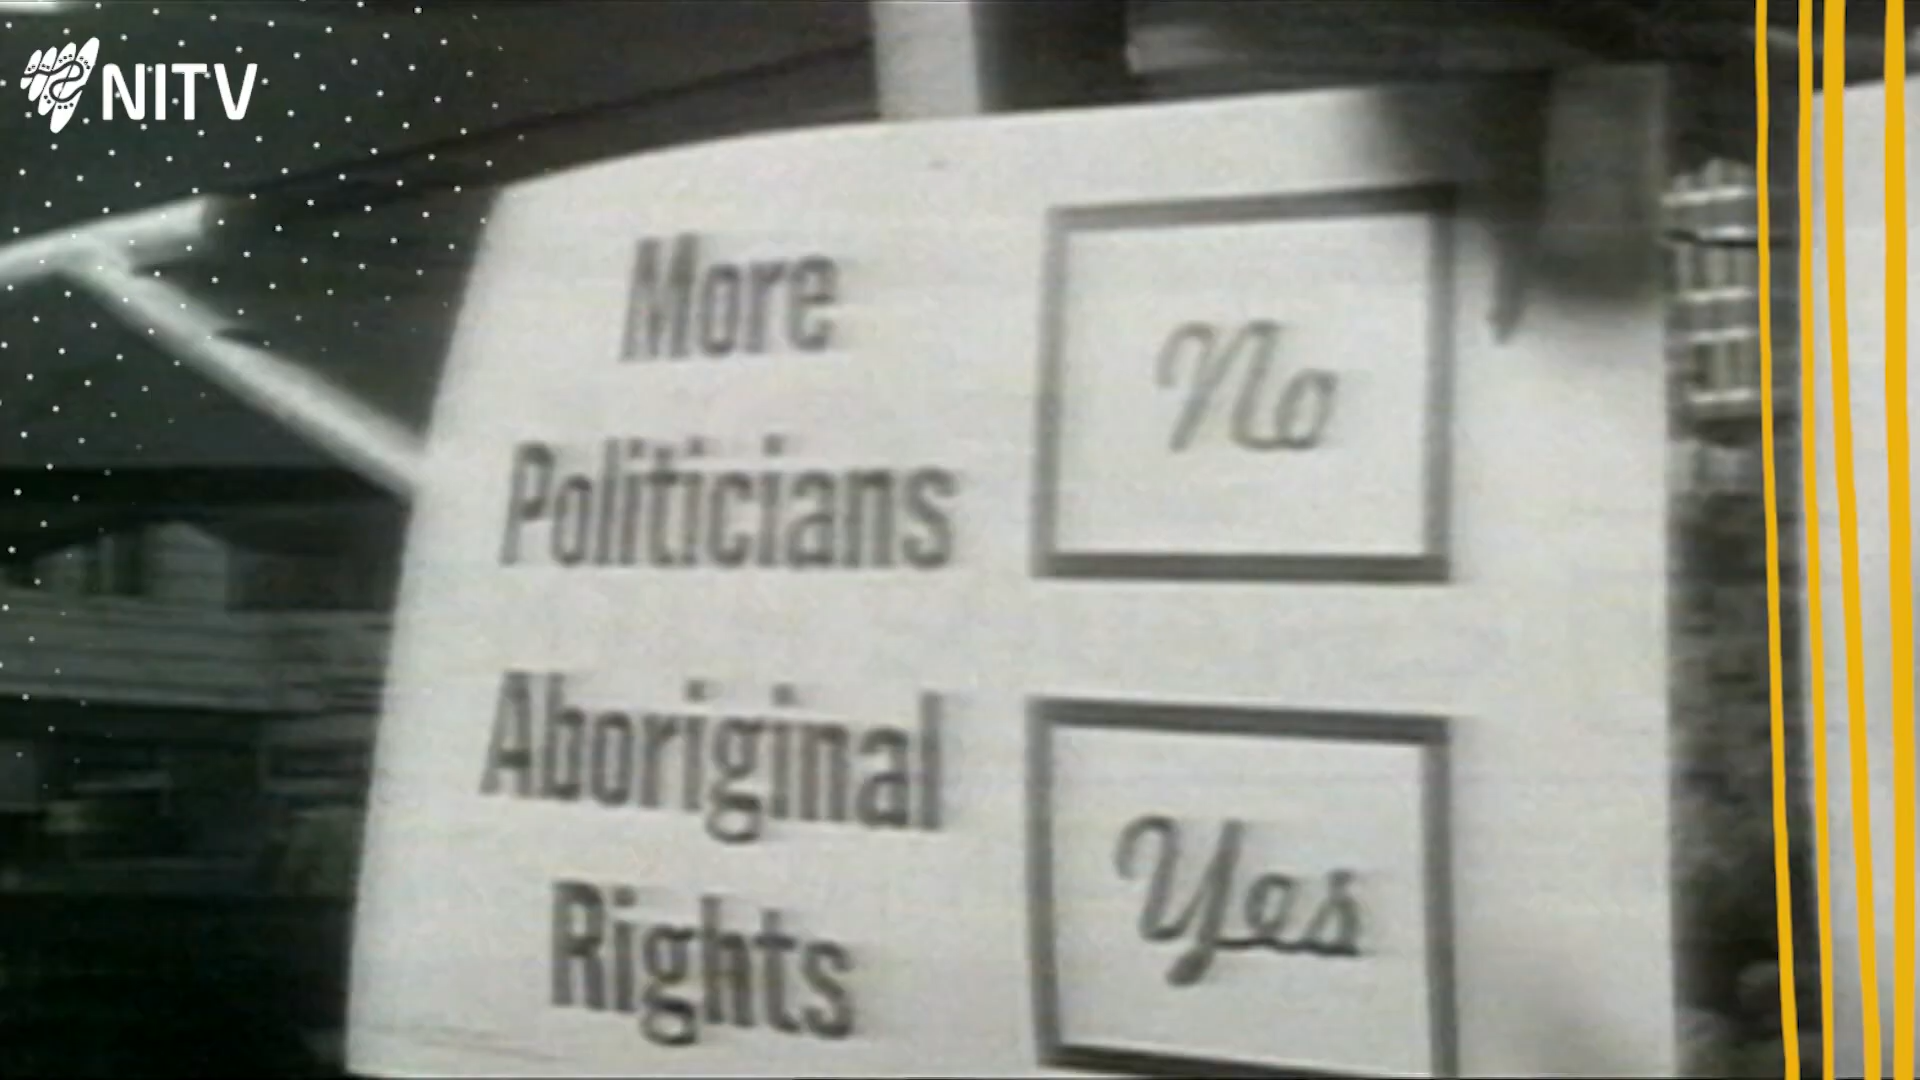 NITV
More
Politicians
No
Aboriginal
Rights
Yes